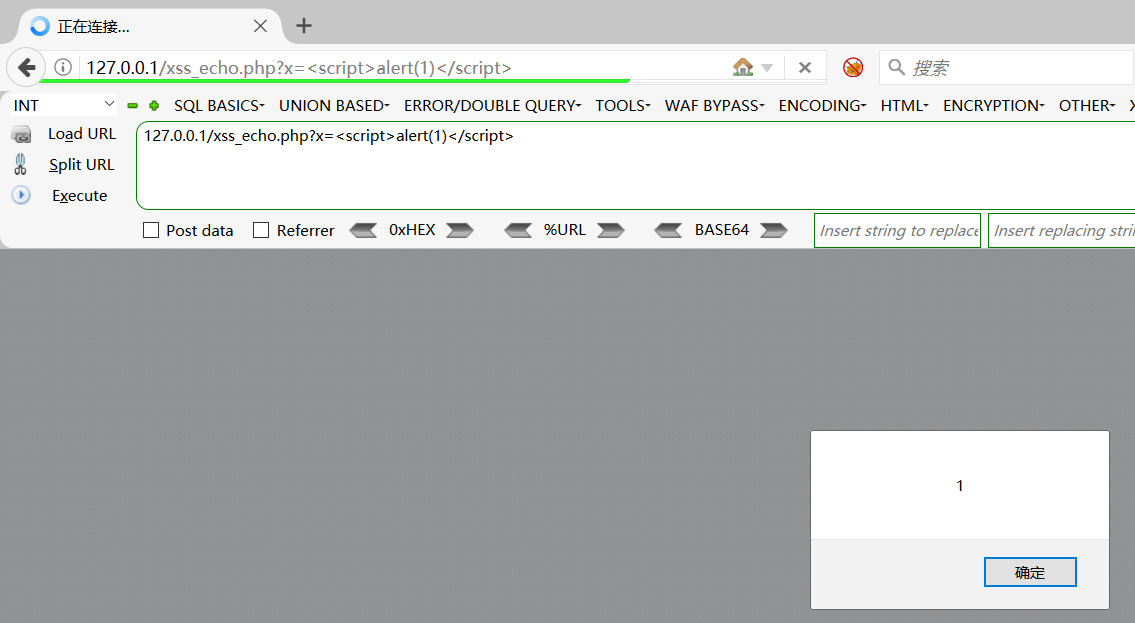 正在连接...
127.0.0.1/xss_echo.php?x=<script>alert(1)</script>
搜索
INT SQL BASICS UNION BASED ERROR/DOUBLE QUERY TOOLS WAF BYPASS ENCODING HTML ENCRYPTION OTHER
Load URL
127.0.0.1/xss_echo.php?x=<script>alert(1)</script>
Split URL
Execute
Post data Referrer 0xHEX %URL BASE64 Insert string to replace Insert replacing
1
确定